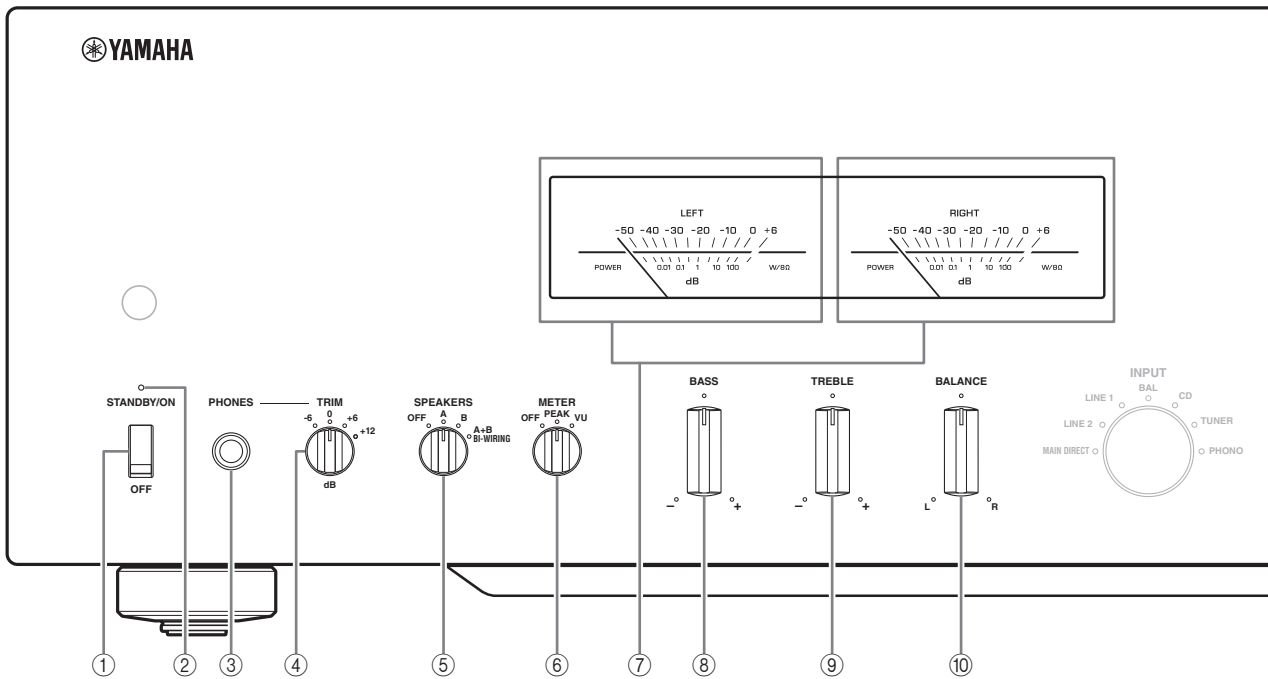 YAMAHA
LEFT
-50 -40 -30 -20 -10 0 +6
POWER 0.01 0.1 1 10 100 W/8Ω
dB
RIGHT
-50 -40 -30 -20 -10 0 +6
POWER 0.01 0.1 1 10 100 W/8Ω
dB
STANDBY/ON
OFF
PHONES
TRIM
-6 0 +6 +12
dB
SPEAKERS
OFF A B A+B
BI-WIRING
METER
OFF PEAK VU
BASS
− +
TREBLE
− +
BALANCE
L R
INPUT
BAL
LINE 1 CD
LINE 2 TUNER
MAIN DIRECT PHONO
① ② ③ ④ ⑤ ⑥ ⑦ ⑧ ⑨ ⑩